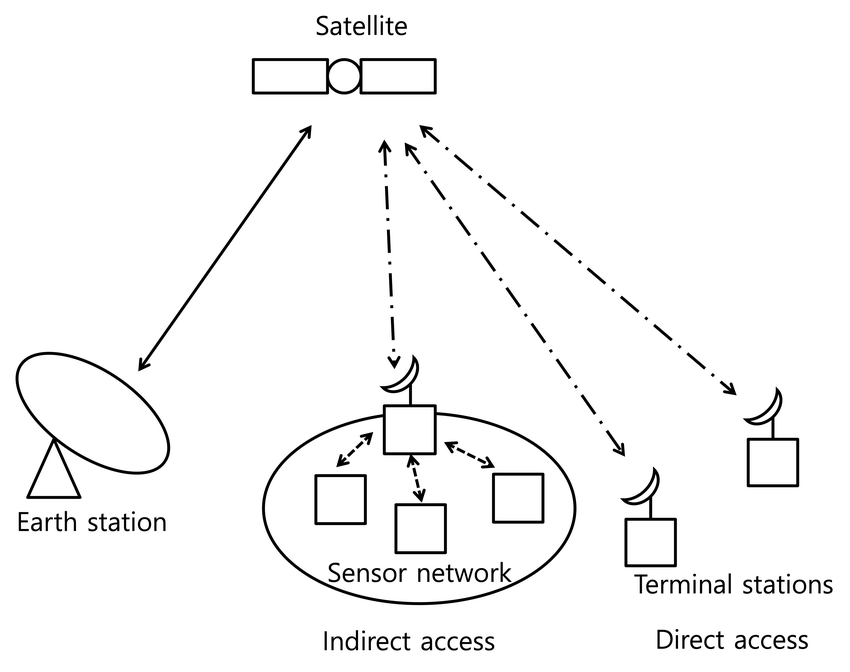 Satellite
Earth station
Sensor network
Terminal stations
Indirect access
Direct access